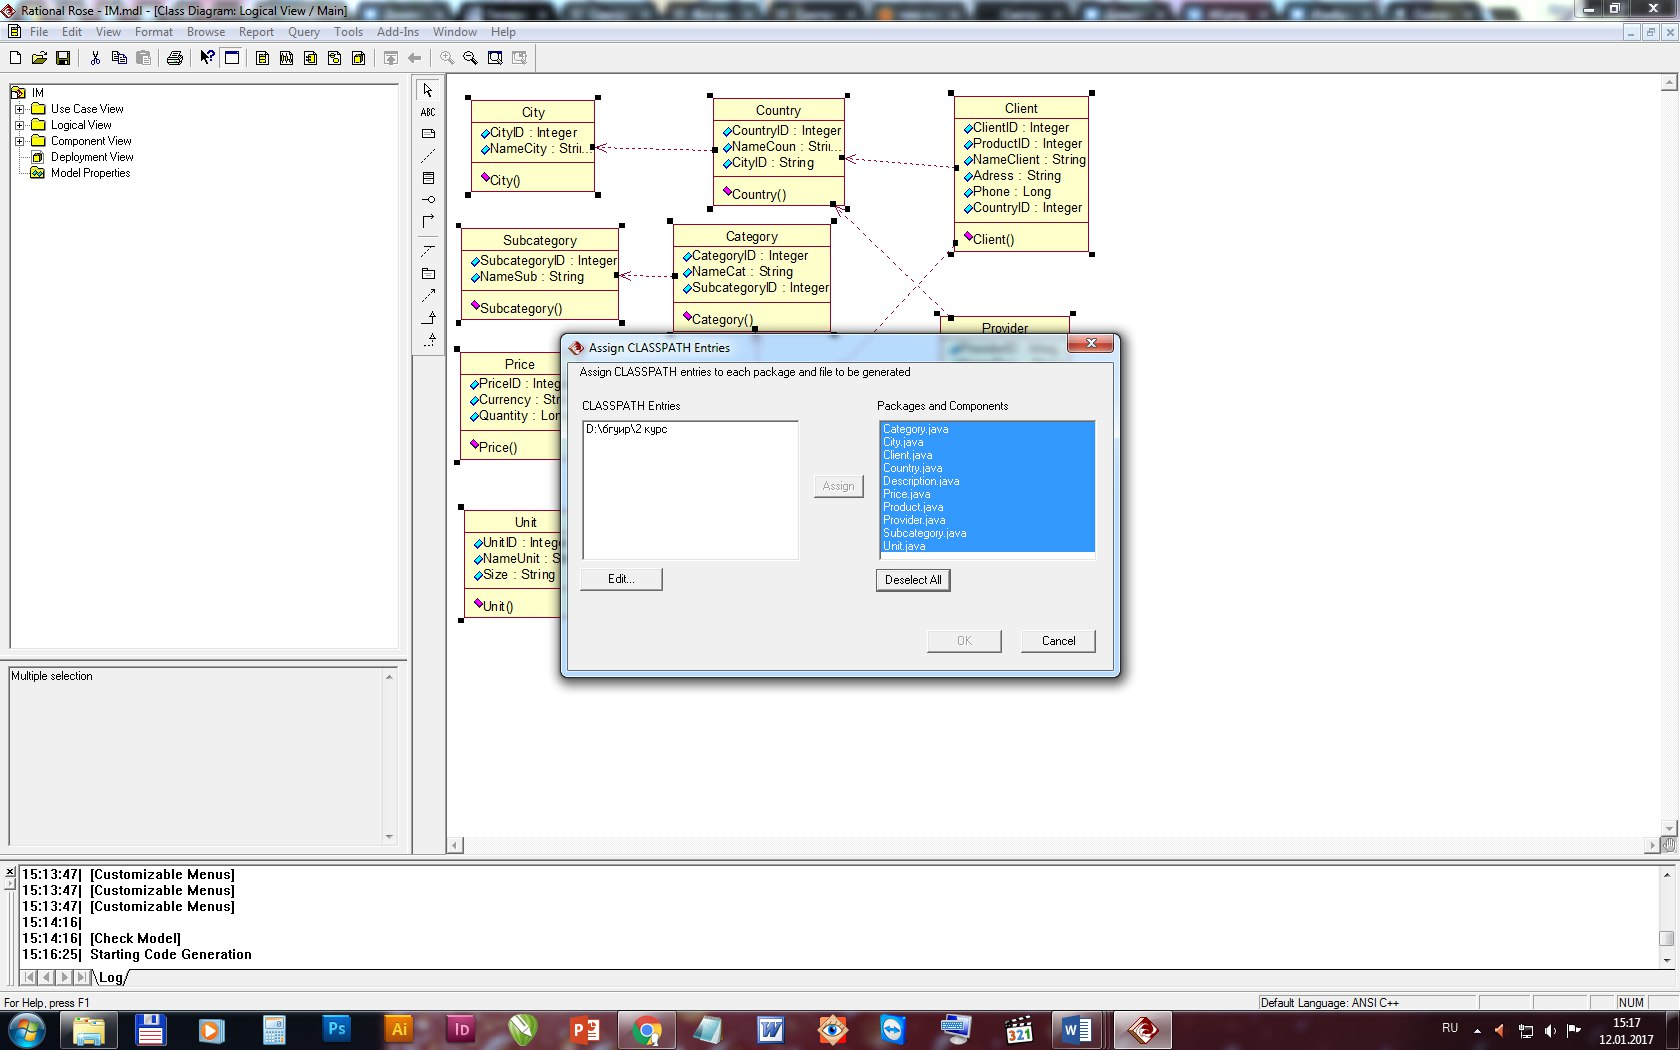 Rational Rose - IM.mdl - [Class Diagram: Logical View / Main]
File Edit View Format Browse Report Query Tools Add-Ins Window Help
IM
Use Case View
Logical View
Component View
Deployment View
Model Properties
ABC
City
CityID : Integer
NameCity : Strii...
City()
Country
CountryID : Integer
NameCoun : Strii...
CityID : String
Country()
Client
ClientID : Integer
ProductID : Integer
NameClient : String
Adress : String
Phone : Long
CountryID : Integer
Client()
Subcategory
SubcategoryID : Integer
NameSub : String
Subcategory()
Category
CategoryID : Integer
NameCat : String
SubcategoryID : Integer
Category()
Provider
Price
PriceID : Integ
Currency : Str
Quantity : Lon
Price()
Unit
UnitID : Intege
NameUnit : S
Size : String
Unit()
Assign CLASSPATH Entries
Assign CLASSPATH entries to each package and file to be generated
CLASSPATH Entries
D:\бгуир\2 курс
Edit...
Assign
Packages and Components
Category.java
City.java
Client.java
Country.java
Description.java
Price.java
Product.java
Provider.java
Subcategory.java
Unit.java
Deselect All
OK Cancel
Multiple selection
15:13:47| [Customizable Menus]
15:13:47| [Customizable Menus]
15:13:47| [Customizable Menus]
15:14:16|
15:14:16| [Check Model]
15:16:25| Starting Code Generation
Log
For Help, press F1
Default Language: ANSI C++
NUM
Ps Ai Id
321
RU
15:17
12.01.2017